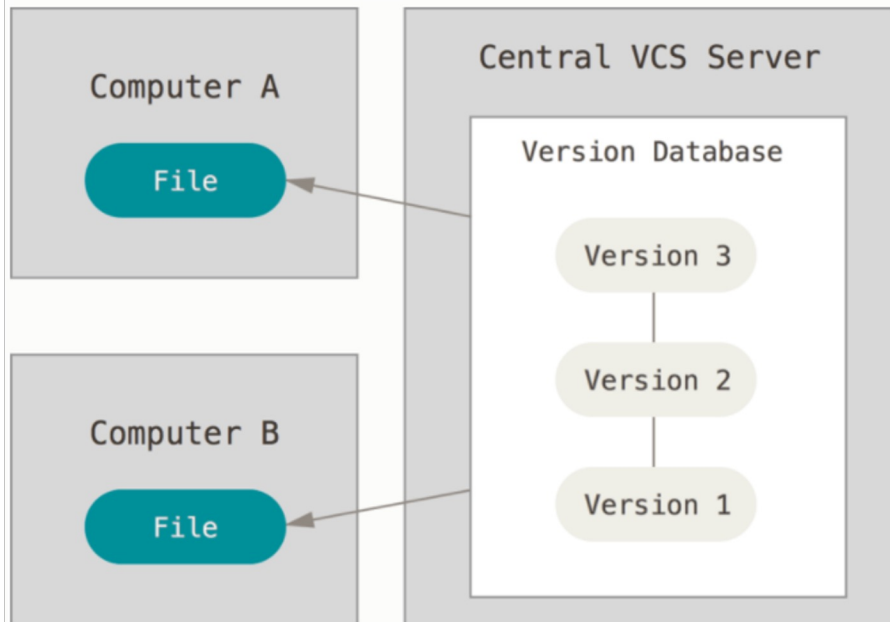 Computer A
File
Computer B
File
Central VCS Server
Version Database
Version 3
Version 2
Version 1